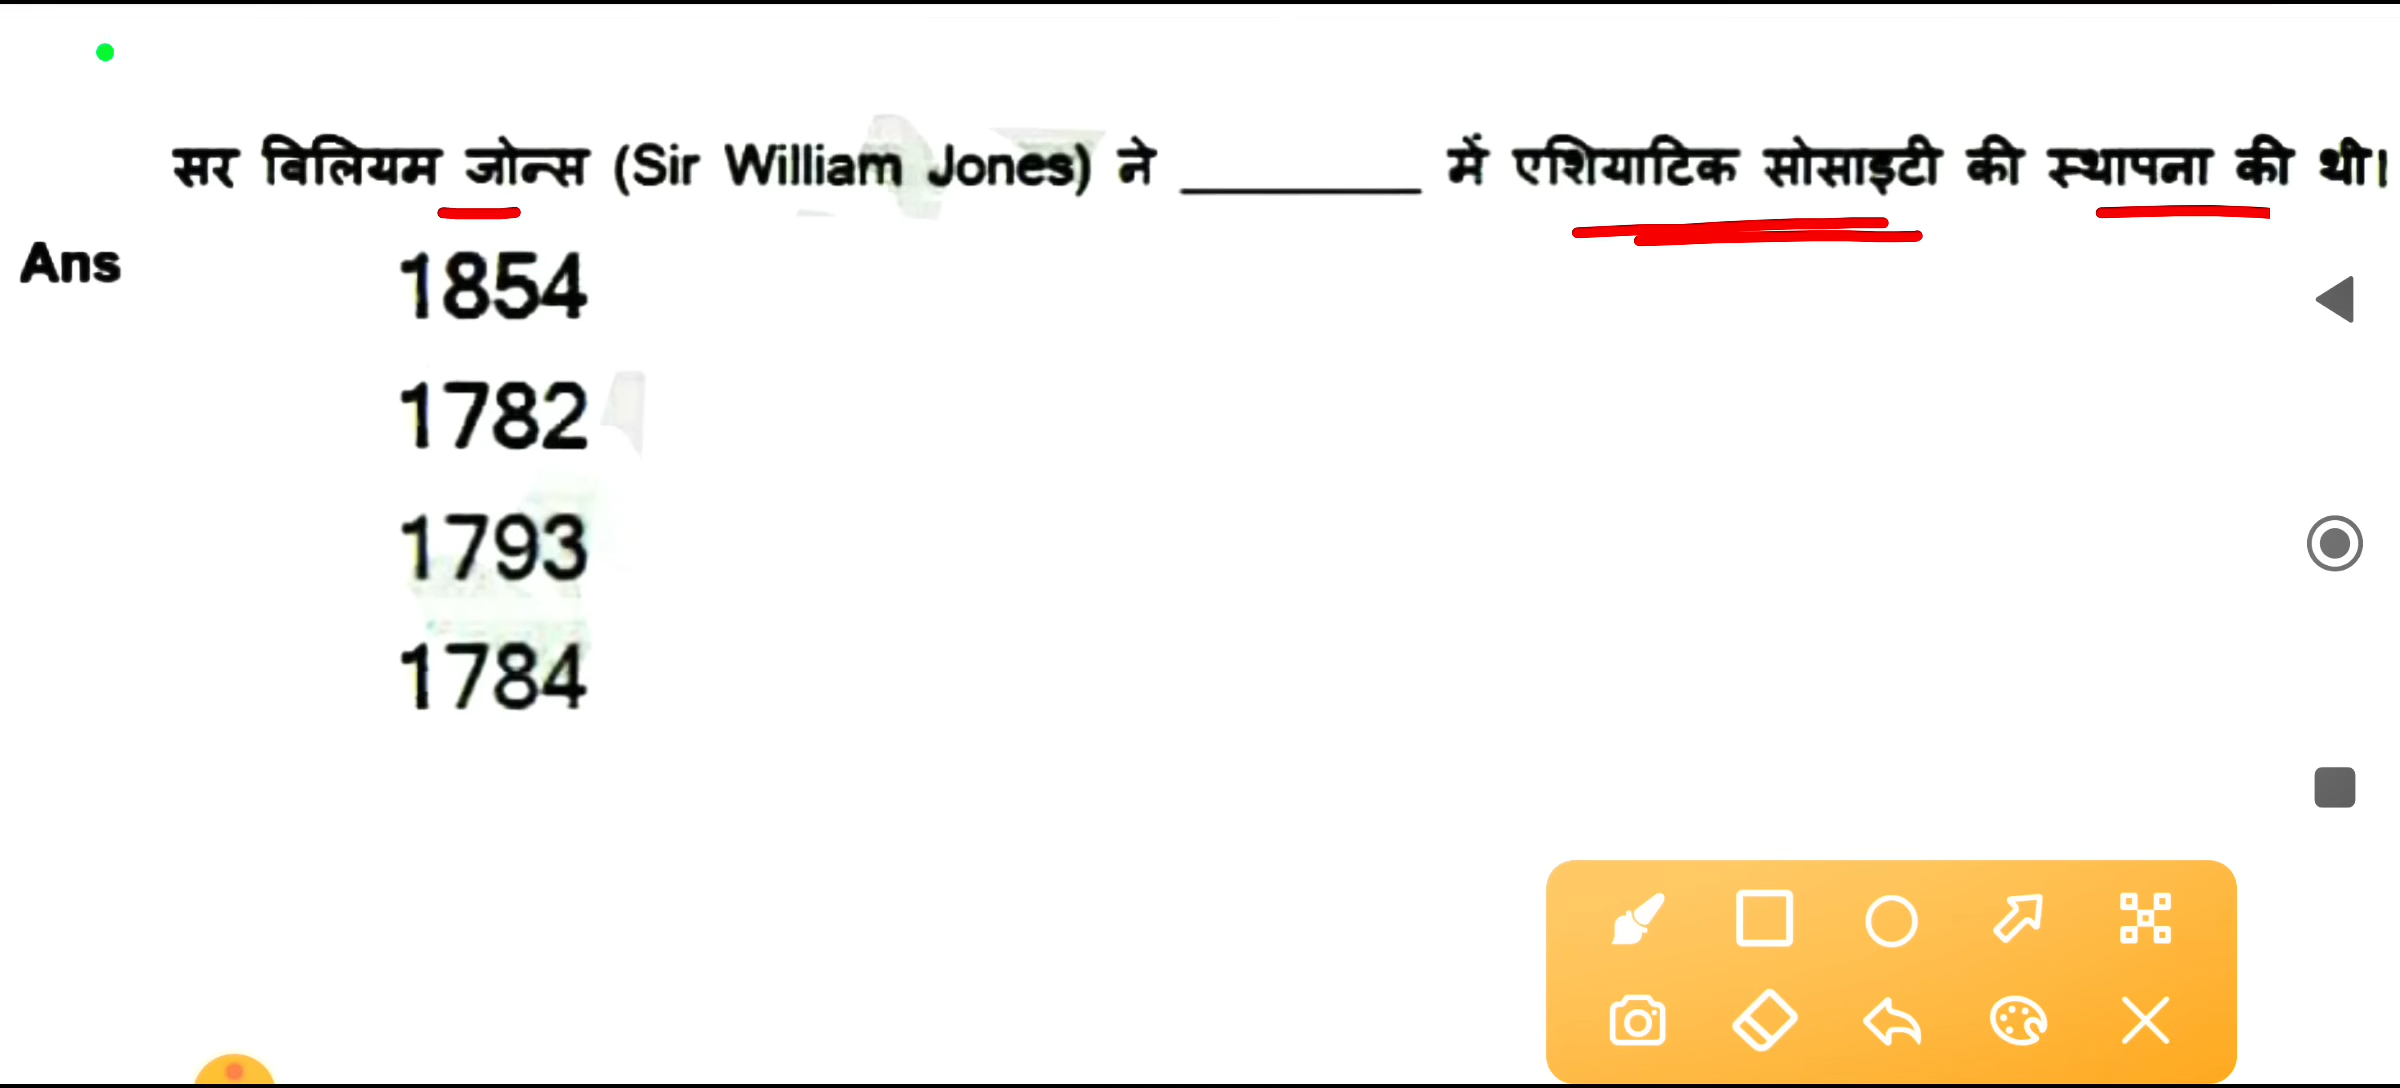 सर विलियम जोन्स (Sir William Jones) ने ________ में एशियाटिक सोसाइटी की स्थापना की थी।
Ans
1854
1782
1793
1784